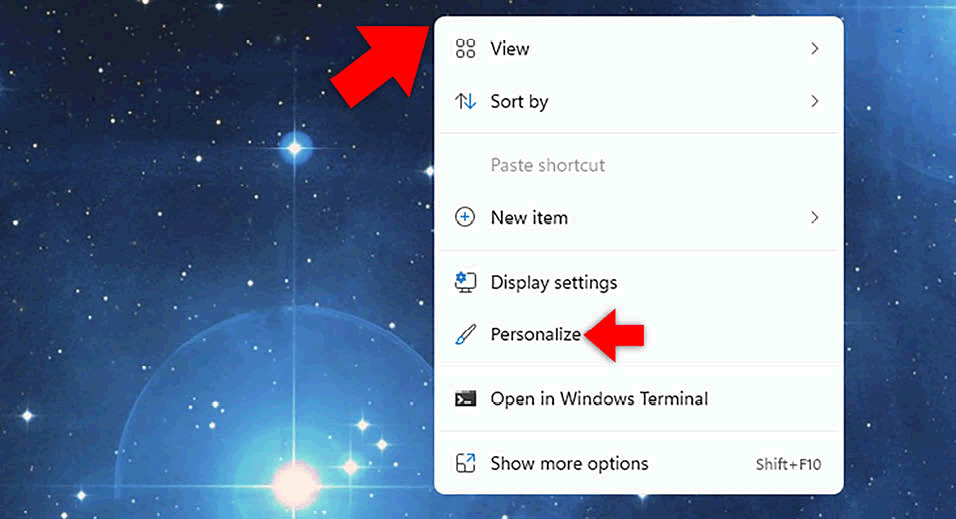 View
Sort by
Paste shortcut
New item
Display settings
Personalize
Open in Windows Terminal
Show more options Shift+F10